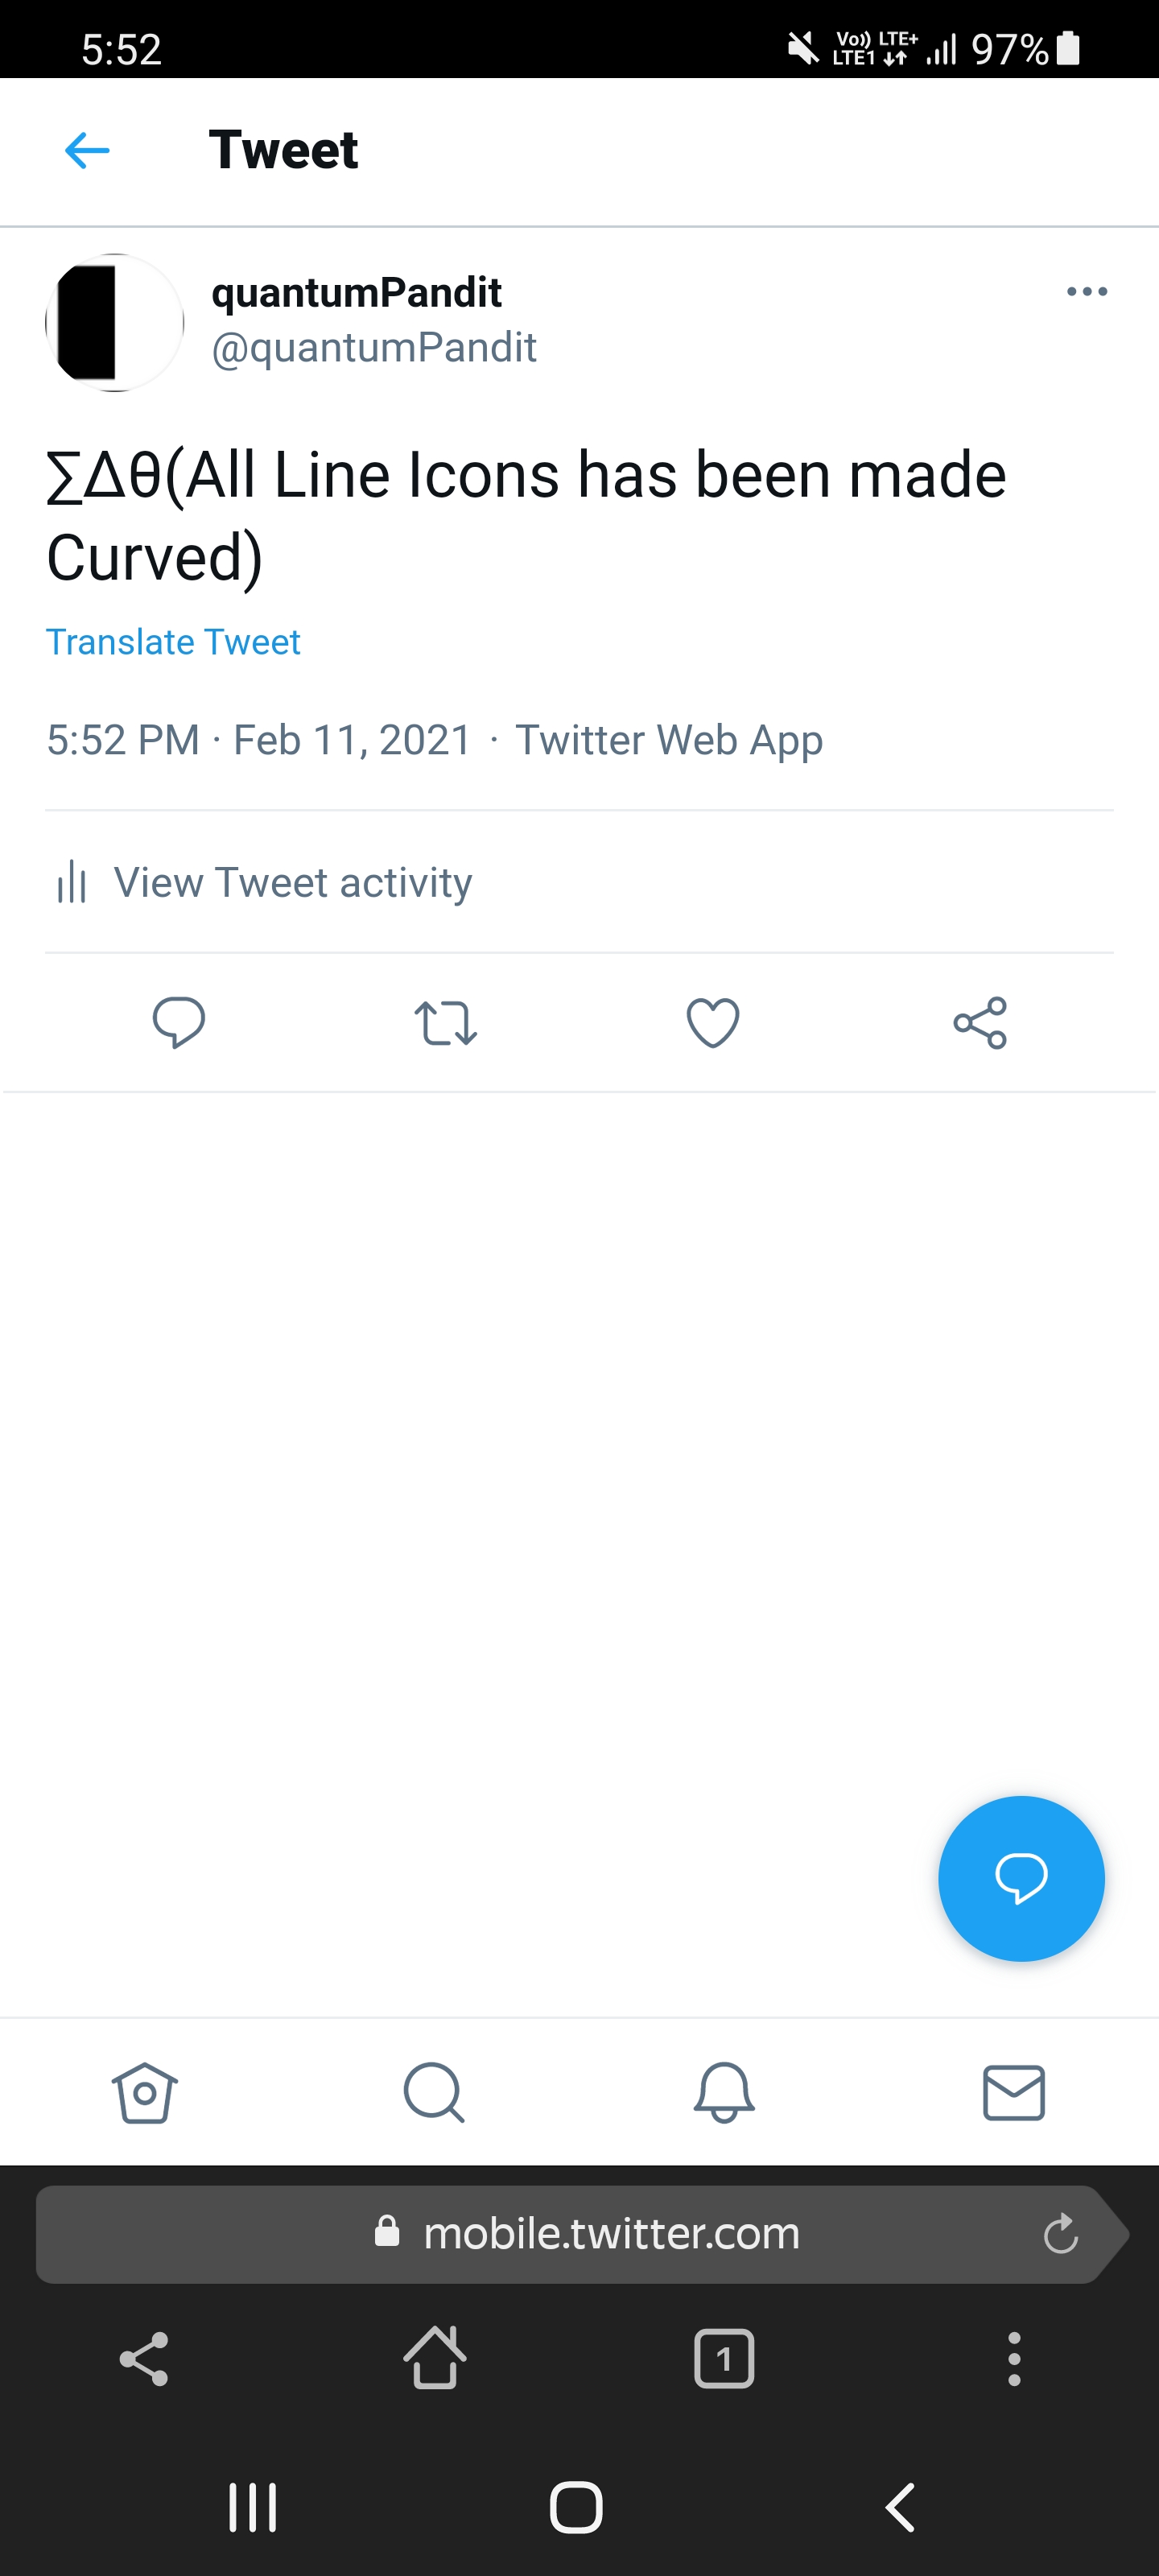 5:52 Vo)) LTE+ LTE1 97%
Tweet
quantumPandit
@quantumPandit
∑Δθ(All Line Icons has been made
Curved)
Translate Tweet
5:52 PM · Feb 11, 2021 · Twitter Web App
View Tweet activity
mobile.twitter.com
1